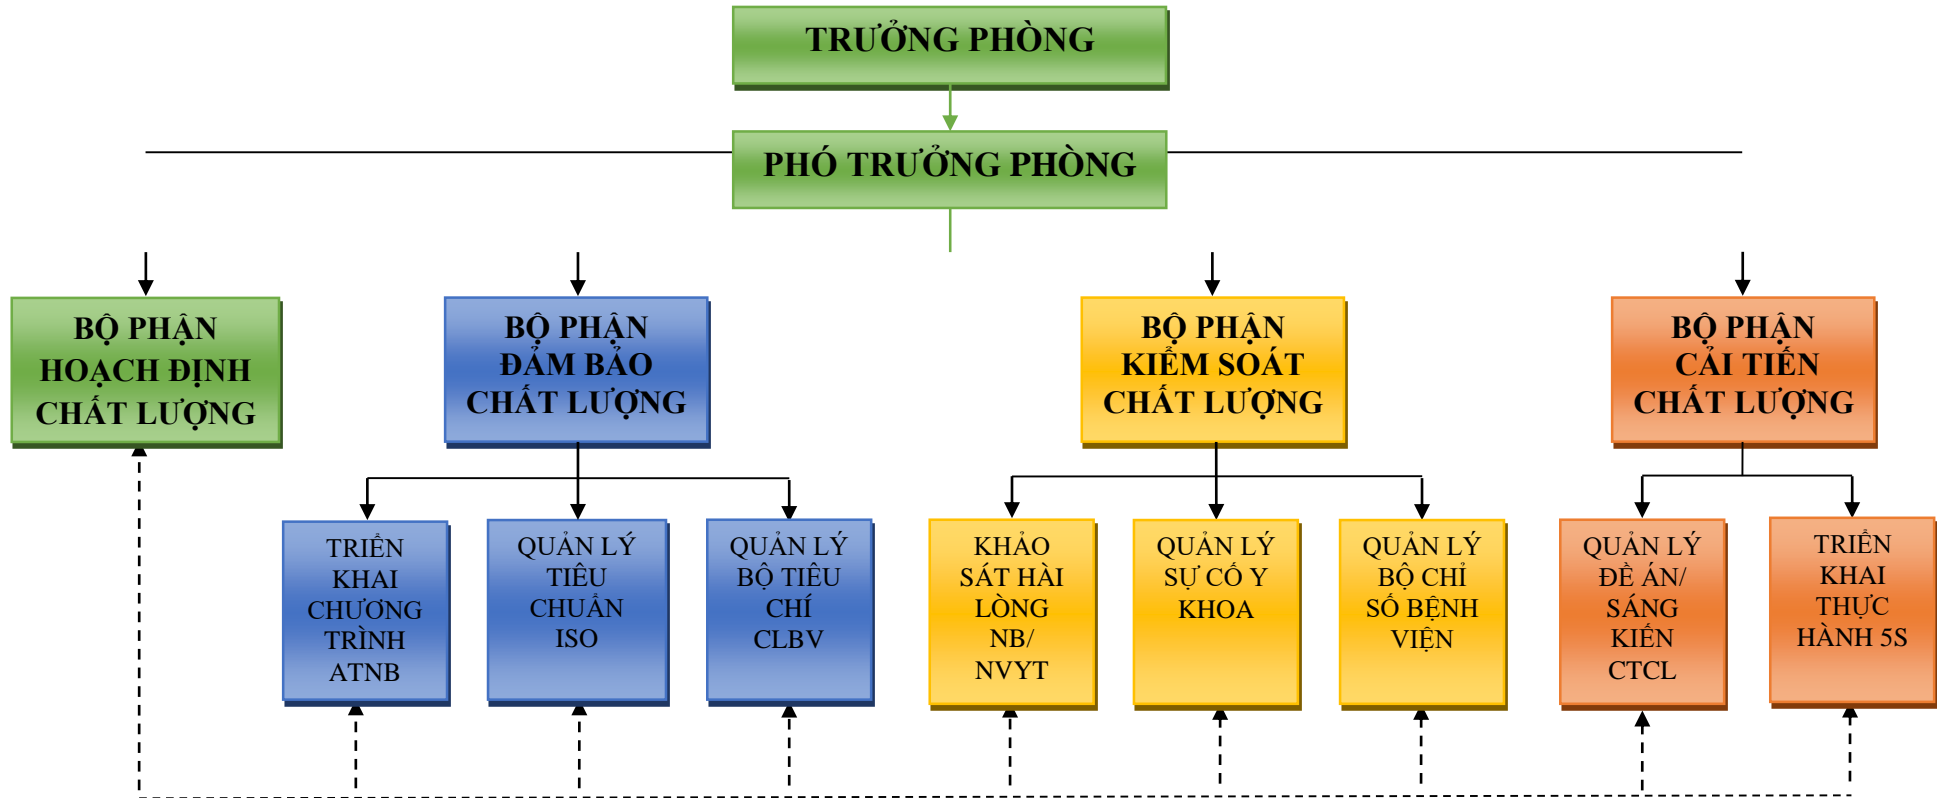 TRƯỞNG PHÒNG
PHÓ TRƯỞNG PHÒNG
BỘ PHẬN
HOẠCH ĐỊNH
CHẤT LƯỢNG
BỘ PHẬN
ĐẢM BẢO
CHẤT LƯỢNG
BỘ PHẬN
KIỂM SOÁT
CHẤT LƯỢNG
BỘ PHẬN
CẢI TIẾN
CHẤT LƯỢNG
TRIỂN
KHAI
CHƯƠNG
TRÌNH
ATNB
QUẢN LÝ
TIÊU
CHUẨN
ISO
QUẢN LÝ
BỘ TIÊU
CHÍ
CLBV
KHẢO
SÁT HÀI
LÒNG
NB/
NVYT
QUẢN LÝ
SỰ CỐ Y
KHOA
QUẢN LÝ
BỘ CHỈ
SỐ BỆNH
VIỆN
QUẢN LÝ
ĐỀ ÁN/
SÁNG
KIẾN
CTCL
TRIỂN
KHAI
THỰC
HÀNH 5S